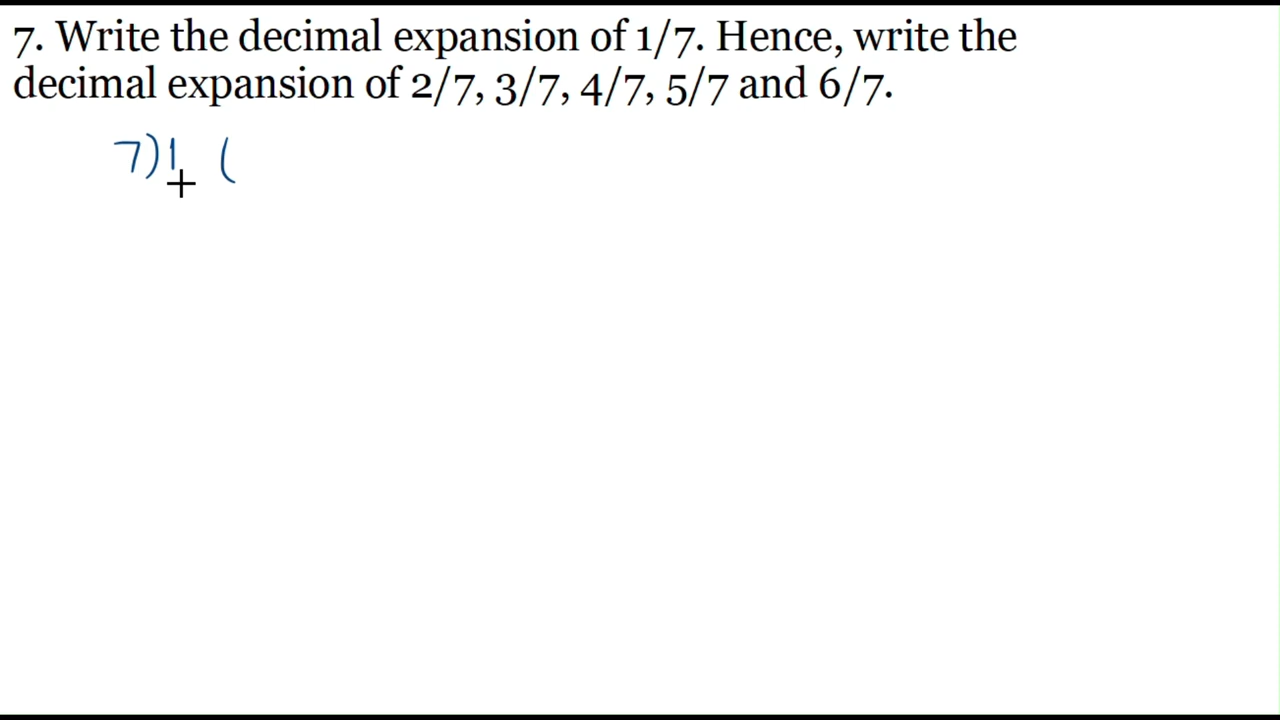 7. Write the decimal expansion of 1/7. Hence, write the
decimal expansion of 2/7, 3/7, 4/7, 5/7 and 6/7.
7)1 (